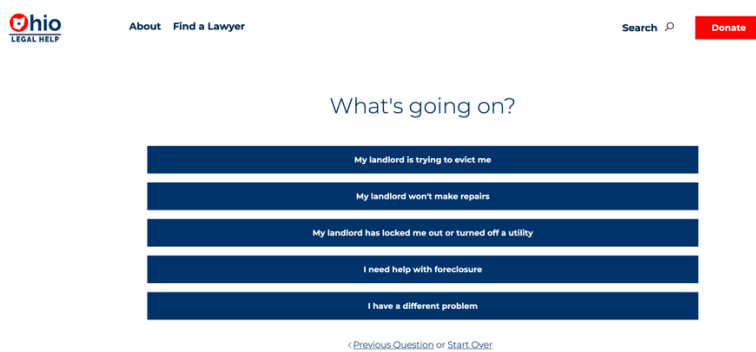 Ohio
LEGAL HELP
About Find a Lawyer Search Donate
What's going on?
My landlord is trying to evict me
My landlord won't make repairs
My landlord has locked me out or turned off a utility
I need help with foreclosure
I have a different problem
<Previous Question or Start Over